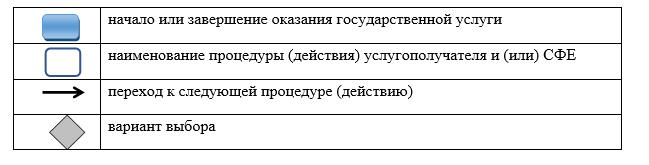 начало или завершение оказания государственной услуги
наименование процедуры (действия) услугополучателя и (или) СФЕ
переход к следующей процедуре (действию)
вариант выбора